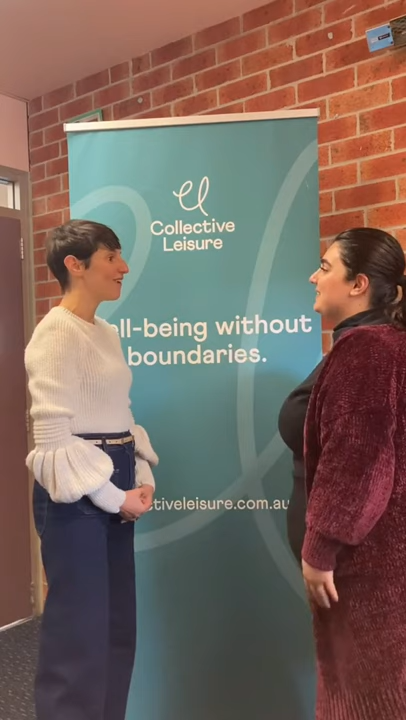 Collective
Leisure
ll-being without
boundaries.
ctiveleisure.com.au